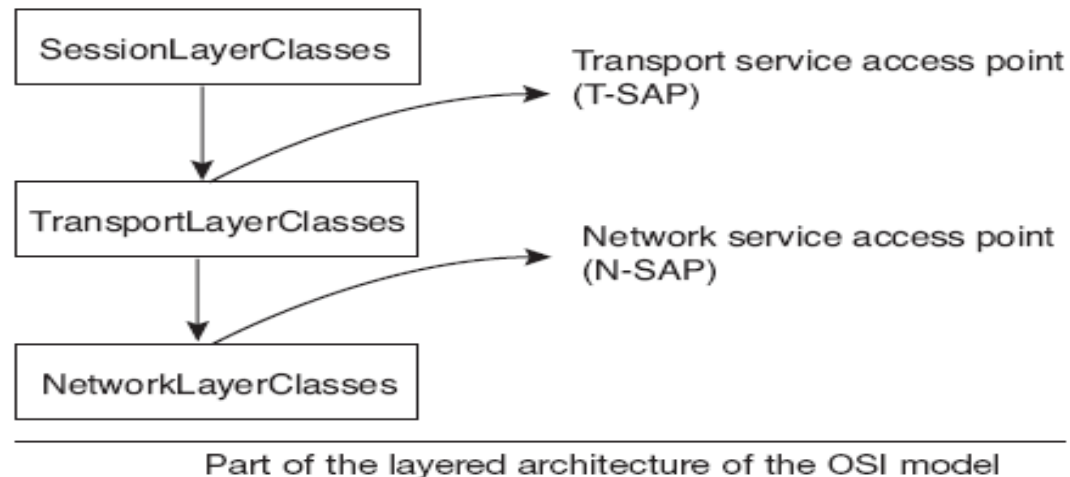 SessionLayerClasses
Transport service access point
(T-SAP)
TransportLayerClasses
Network service access point
(N-SAP)
NetworkLayerClasses
Part of the layered architecture of the OSI model